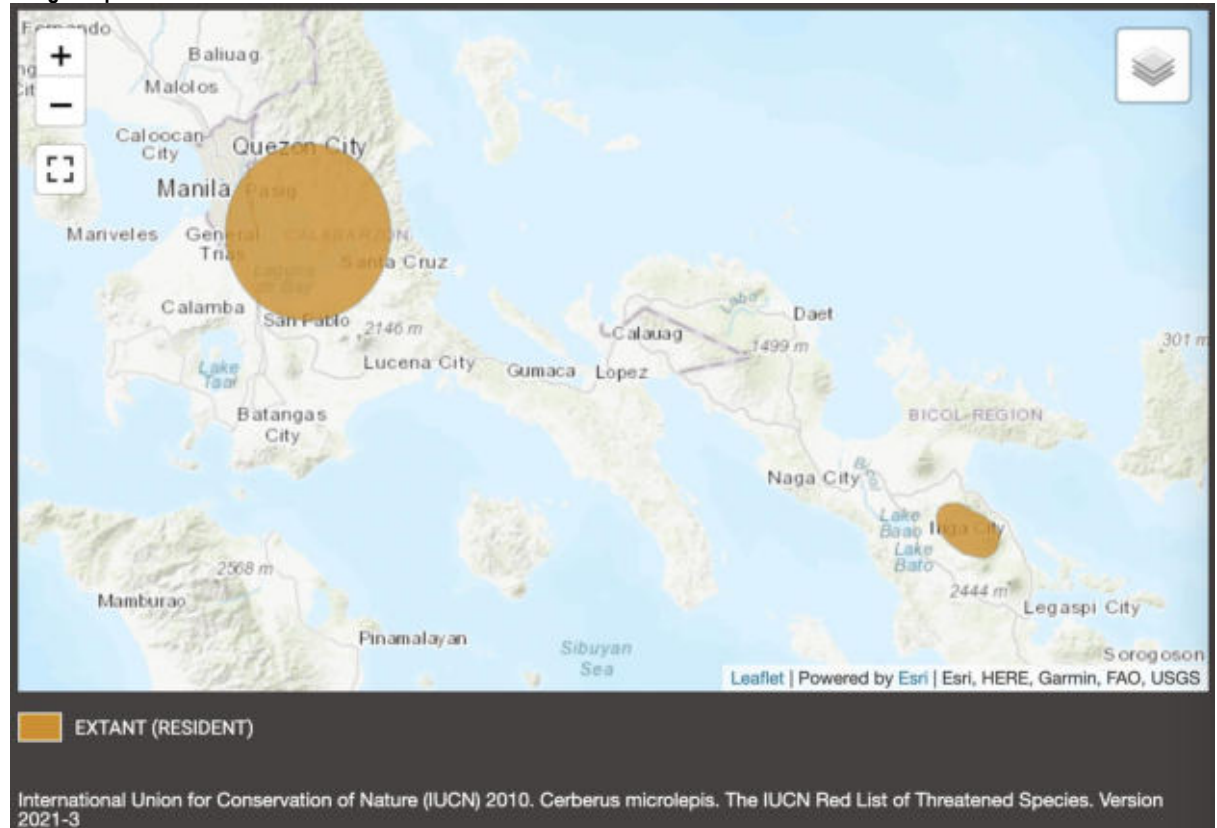 Baliuag
Malolos
Caloocan
City
Quezon City
Manila
Pasig
Mariveles
General
Trias
CALABARZON
Santa Cruz
Laguna
de Bay
Calamba
San Pablo
2146 m
Lake
Taal
Lucena City
Batangas
City
Gumaca
Lopez
Calauag
Labo
Daet
1499 m
301 m
BICOL REGION
Naga City
Bicol
Lake
Baao
Iriga City
Lake
Bato
2444 m
Legaspi City
Sorogoson
2568 m
Mamburao
Pinamalayan
Sibuyan
Sea
Leaflet | Powered by Esri | Esri, HERE, Garmin, FAO, USGS
+
−
EXTANT (RESIDENT)
International Union for Conservation of Nature (IUCN) 2010. Cerberus microlepis. The IUCN Red List of Threatened Species. Version
2021-3